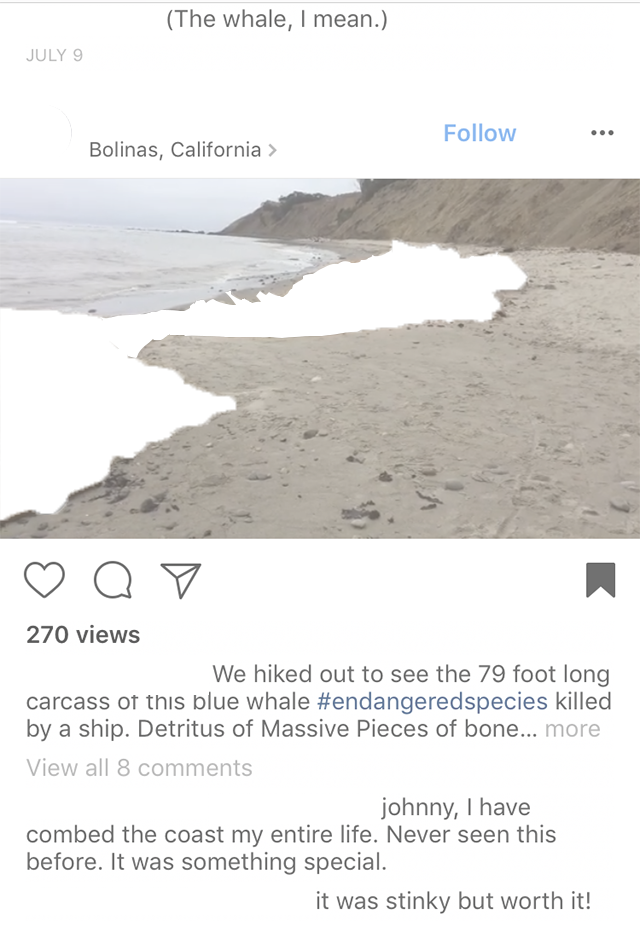 (The whale, I mean.)
JULY 9
Follow
Bolinas, California
270 views
We hiked out to see the 79 foot long
carcass of this blue whale #endangeredspecies killed
by a ship. Detritus of Massive Pieces of bone... more
View all 8 comments
johnny, I have
combed the coast my entire life. Never seen this
before. It was something special.
it was stinky but worth it!